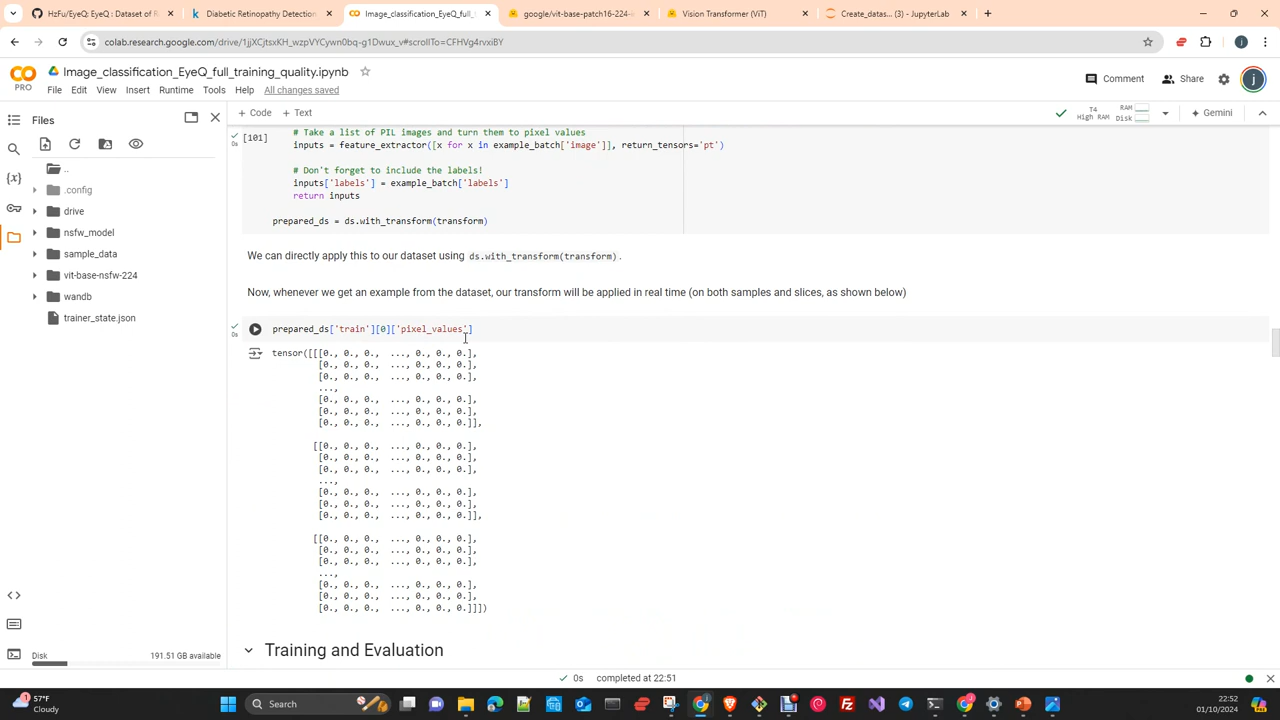 HzFu/EyeQ: EyeQ : Dataset of R
Diabetic Retinopathy Detection
Image_classification_EyeQ_full_
google/vit-base-patch16-224-i
Vision Transformer (ViT)
Create_datas... (3) - JupyterLab
colab.research.google.com/drive/1jjXCjtsxKH_wzpVYCywn0bq-g1Dwux_v#scrollTo=CFHVg4rvxiBY
j
CO
PRO
Image_classification_EyeQ_full_training_quality.ipynb
File Edit View Insert Runtime Tools Help All changes saved
Comment
Share
j
Files
+ Code + Text
T4
High RAM
RAM
Disk
Gemini
..
.config
drive
nsfw_model
sample_data
vit-base-nsfw-224
wandb
trainer_state.json
{x}
[101]
0s
# Take a list of PIL images and turn them to pixel values
inputs = feature_extractor([x for x in example_batch['image']], return_tensors='pt')
# Don't forget to include the labels!
inputs['labels'] = example_batch['labels']
return inputs
prepared_ds = ds.with_transform(transform)
We can directly apply this to our dataset using ds.with_transform(transform).
Now, whenever we get an example from the dataset, our transform will be applied in real time (on both samples and slices, as shown below)
0s
prepared_ds['train'][0]['pixel_values']
tensor([[[0., 0., 0., ..., 0., 0., 0.],
[0., 0., 0., ..., 0., 0., 0.],
[0., 0., 0., ..., 0., 0., 0.],
...,
[0., 0., 0., ..., 0., 0., 0.],
[0., 0., 0., ..., 0., 0., 0.],
[0., 0., 0., ..., 0., 0., 0.]],
[[0., 0., 0., ..., 0., 0., 0.],
[0., 0., 0., ..., 0., 0., 0.],
[0., 0., 0., ..., 0., 0., 0.],
...,
[0., 0., 0., ..., 0., 0., 0.],
[0., 0., 0., ..., 0., 0., 0.],
[0., 0., 0., ..., 0., 0., 0.]],
[[0., 0., 0., ..., 0., 0., 0.],
[0., 0., 0., ..., 0., 0., 0.],
[0., 0., 0., ..., 0., 0., 0.],
...,
[0., 0., 0., ..., 0., 0., 0.],
[0., 0., 0., ..., 0., 0., 0.],
[0., 0., 0., ..., 0., 0., 0.]]])
Training and Evaluation
Disk
191.51 GB available
0s completed at 22:51
57°F
Cloudy
Search
22:52
01/10/2024